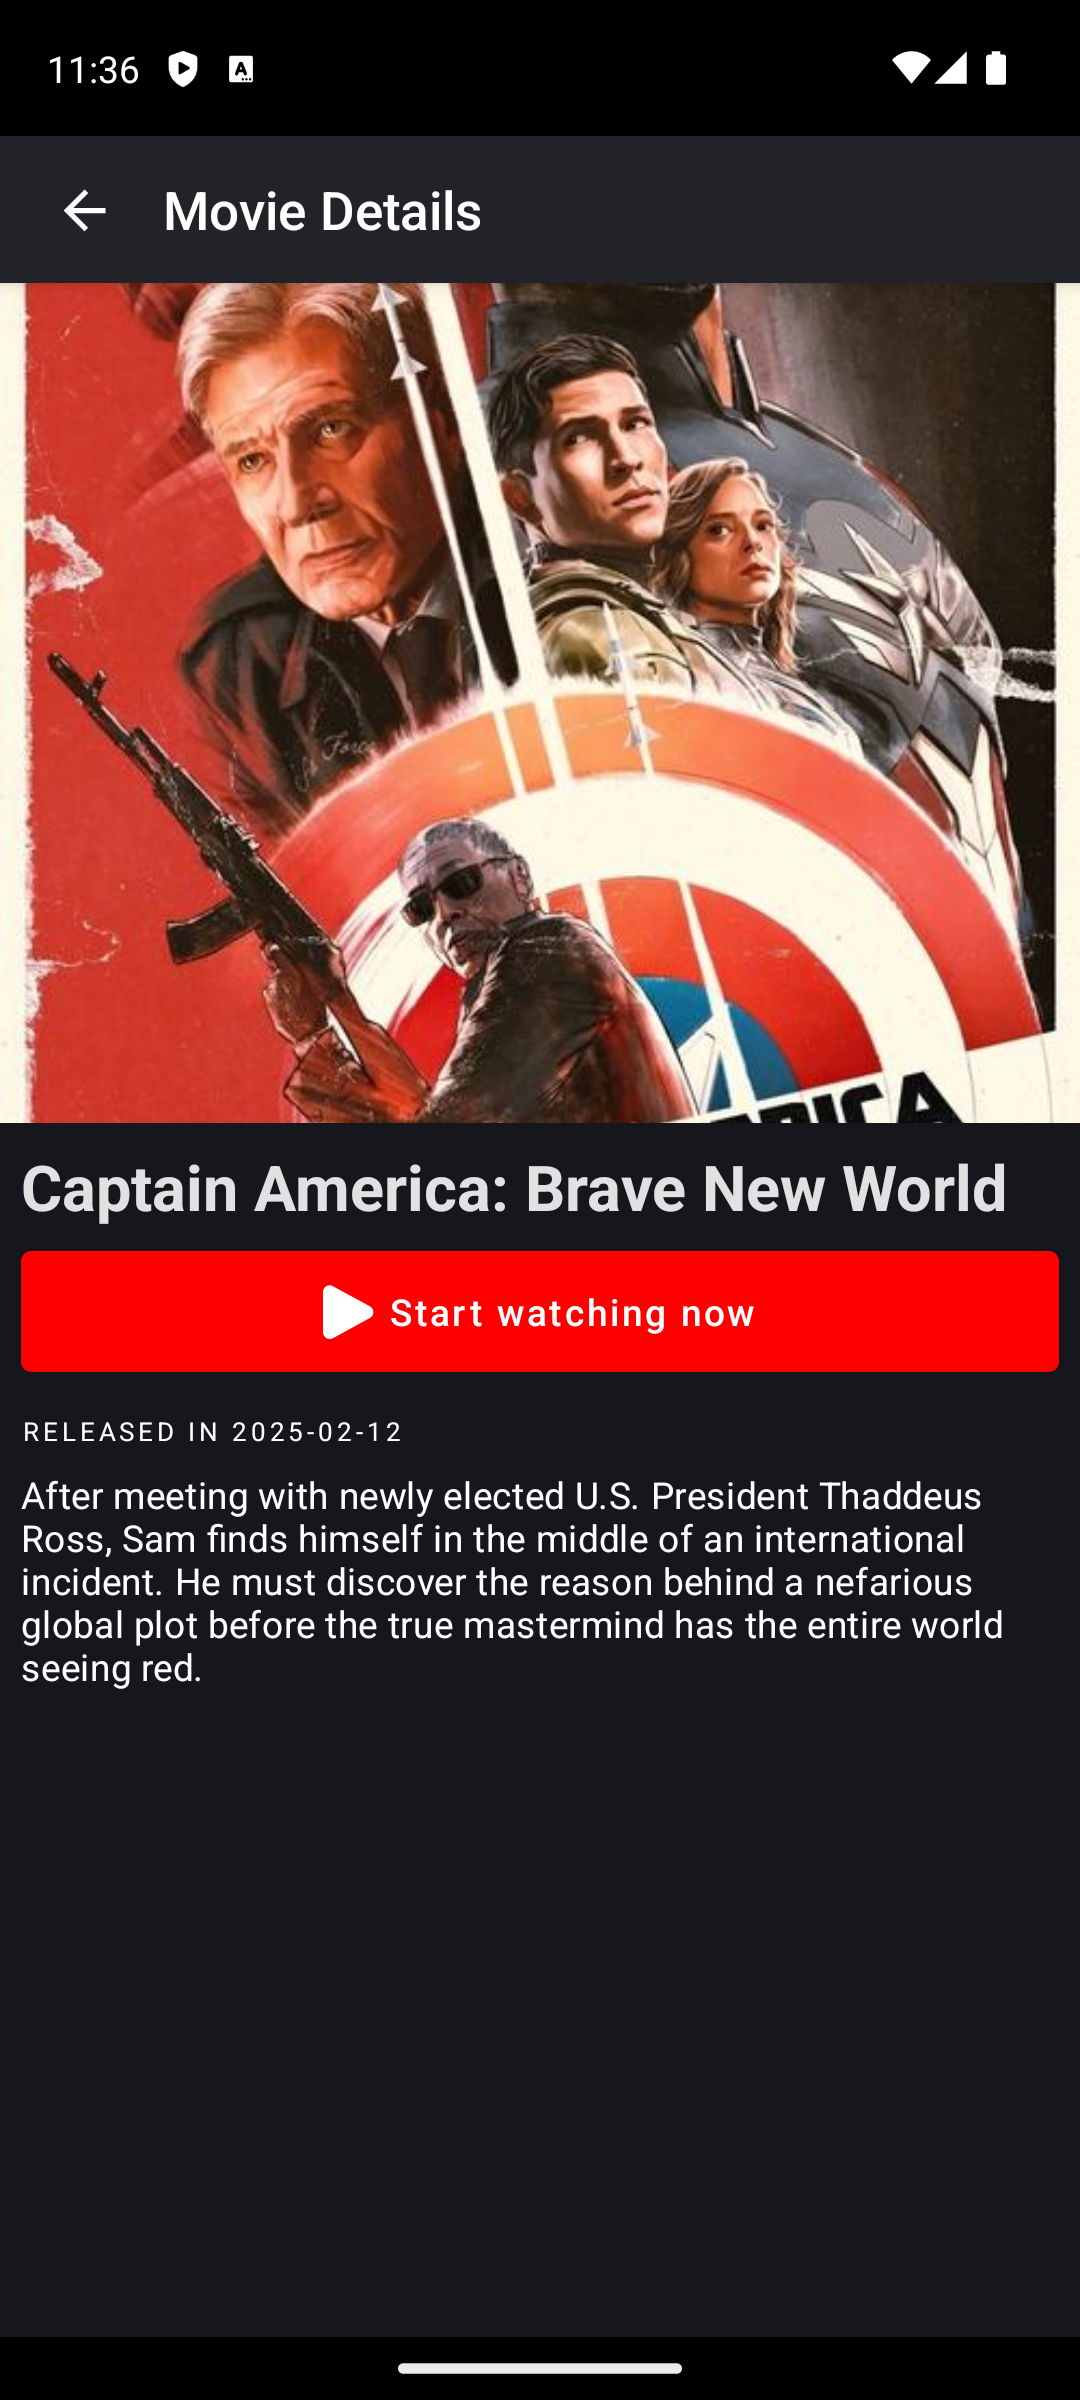 11:36
Movie Details
Force
Captain America: Brave New World
Start watching now
RELEASED IN 2025-02-12
After meeting with newly elected U.S. President Thaddeus
Ross, Sam finds himself in the middle of an international
incident. He must discover the reason behind a nefarious
global plot before the true mastermind has the entire world
seeing red.